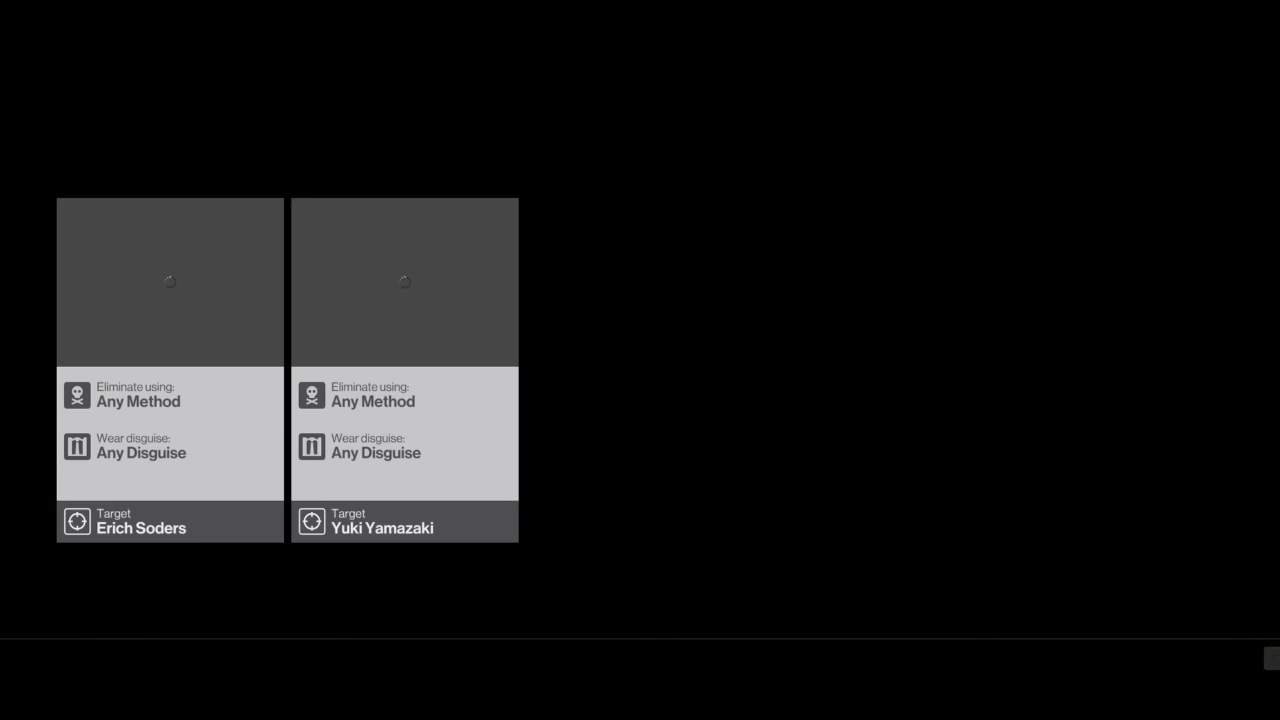 Eliminate using:
Any Method
Wear disguise:
Any Disguise
Target
Erich Soders
Eliminate using:
Any Method
Wear disguise:
Any Disguise
Target
Yuki Yamazaki